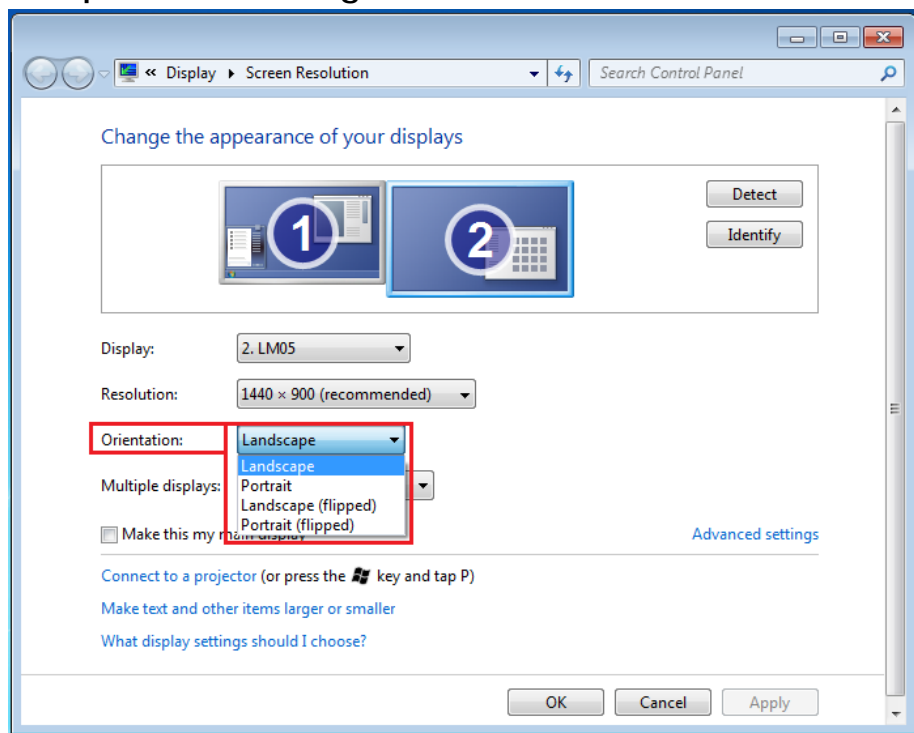 « Display ▸ Screen Resolution Search Control Panel
Change the appearance of your displays
1 2
Detect
Identify
Display: 2. LM05
Resolution: 1440 × 900 (recommended)
Orientation: Landscape
Landscape
Portrait
Multiple displays:
Landscape (flipped)
Portrait (flipped)
Make this my main display
Advanced settings
Connect to a projector (or press the key and tap P)
Make text and other items larger or smaller
What display settings should I choose?
OK Cancel Apply